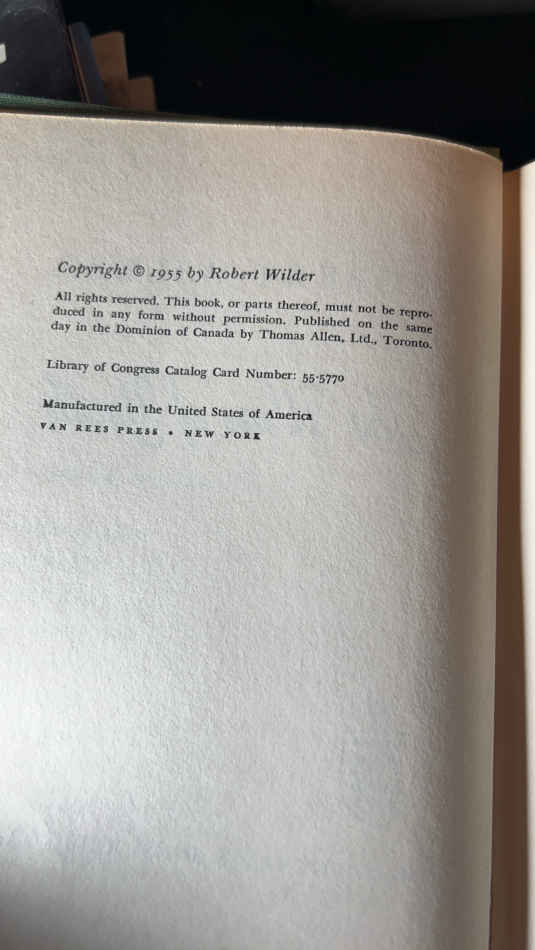 Copyright © 1955 by Robert Wilder
All rights reserved. This book, or parts thereof, must not be repro-
duced in any form without permission. Published on the same
day in the Dominion of Canada by Thomas Allen, Ltd., Toronto.
Library of Congress Catalog Card Number: 55-5770
Manufactured in the United States of America
VAN REES PRESS • NEW YORK